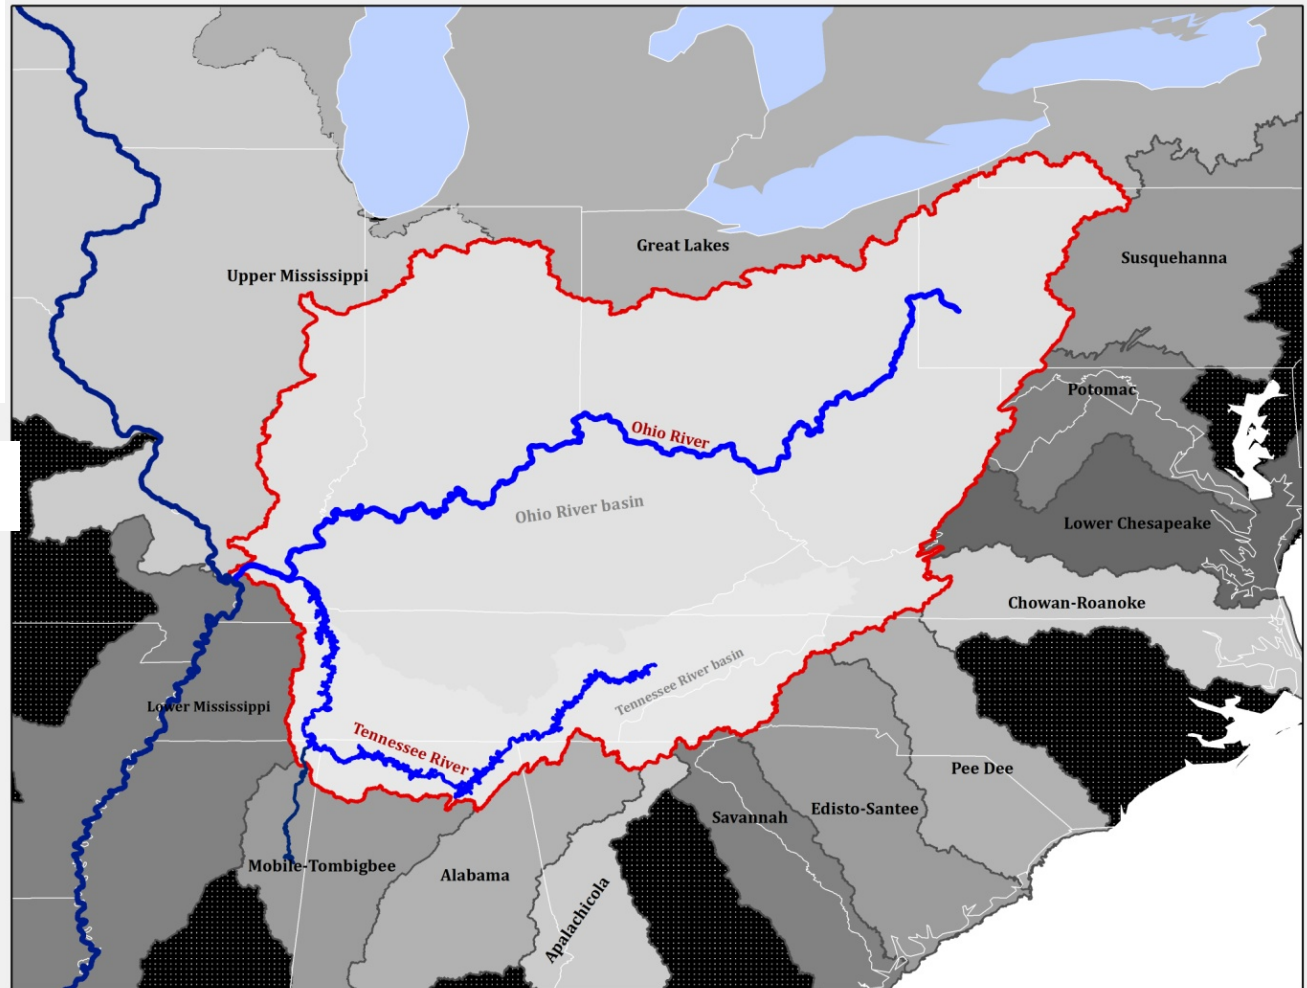 Great Lakes
Upper Mississippi
Susquehanna
Potomac
Ohio River
Ohio River basin
Lower Chesapeake
Chowan-Roanoke
Tennessee River basin
Lower Mississippi
Tennessee River
Pee Dee
Edisto-Santee
Savannah
Mobile-Tombigbee
Alabama
Apalachicola